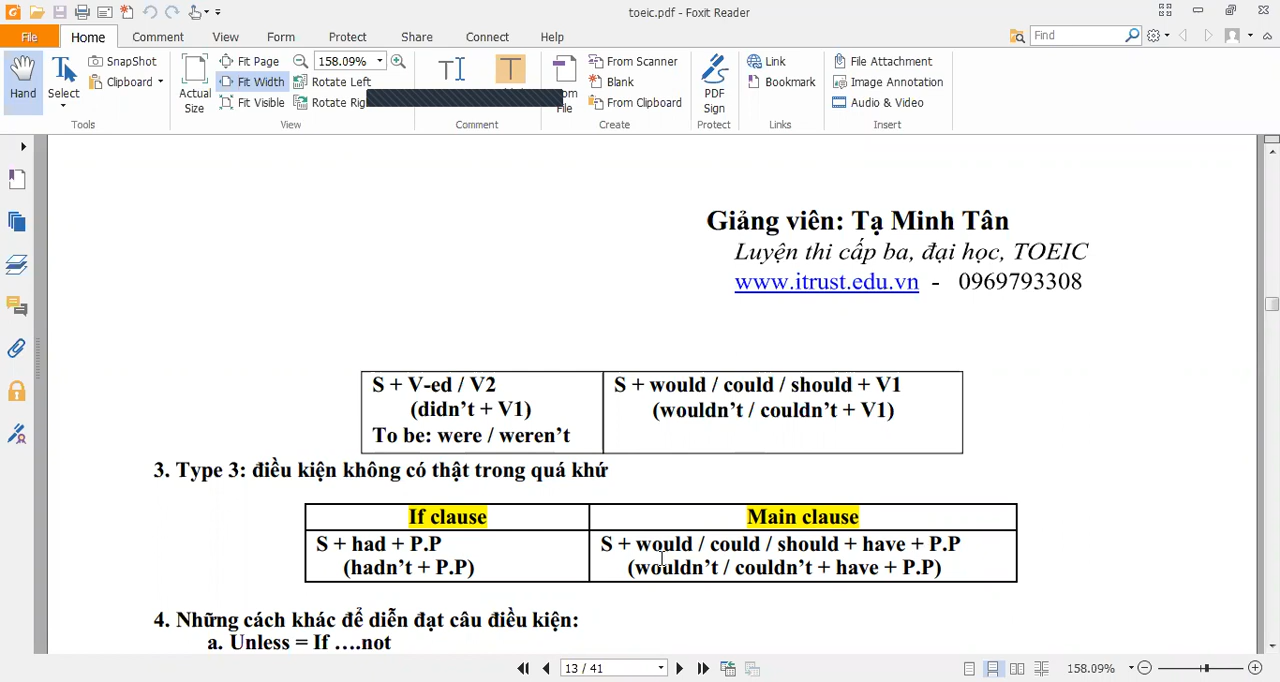 toeic.pdf - Foxit Reader
File Home Comment View Form Protect Share Connect Help Find
Hand
Select
SnapShot
Clipboard
Actual Size
Fit Page
Fit Width
Fit Visible
158.09%
Rotate Left
Rotate
File
From Scanner
Blank
From Clipboard
PDF Sign
Link
Bookmark
File Attachment
Image Annotation
Audio & Video
Tools View Comment Create Protect Links Insert
Giảng viên: Tạ Minh Tân
Luyện thi cấp ba, đại học, TOEIC
www.itrust.edu.vn - 0969793308
S + V-ed / V2
(didn’t + V1)
To be: were / weren’t
S + would / could / should + V1
(wouldn’t / couldn’t + V1)
3. Type 3: điều kiện không có thật trong quá khứ
If clause
Main clause
S + had + P.P
(hadn’t + P.P)
S + would / could / should + have + P.P
(wouldn’t / couldn’t + have + P.P)
4. Những cách khác để diễn đạt câu điều kiện:
a. Unless = If ….not
13 / 41
158.09%